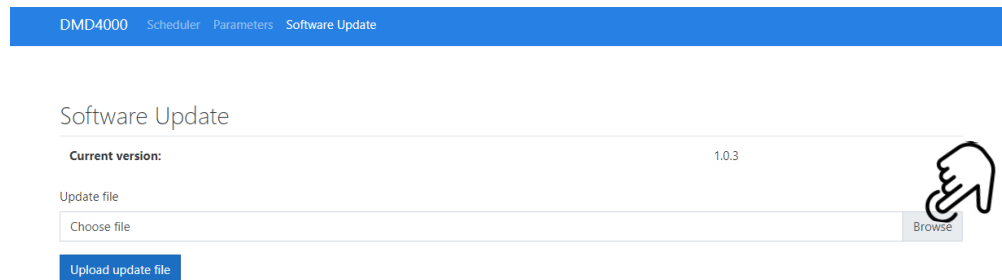 DMD4000 Scheduler Parameters Software Update
Software Update
Current version: 1.0.3
Update file
Choose file Browse
Upload update file